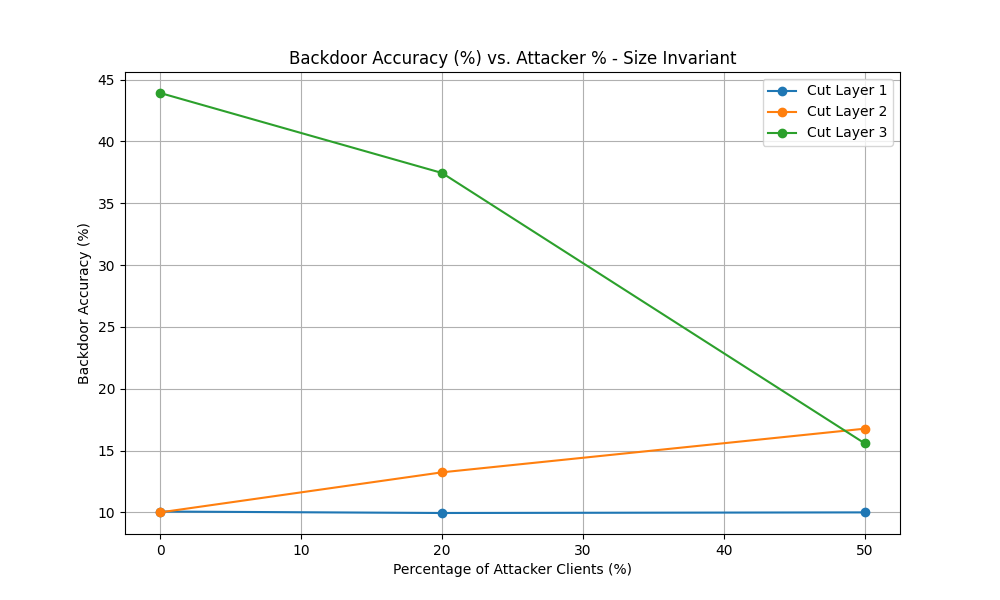 Backdoor Accuracy (%) vs. Attacker % - Size Invariant
Cut Layer 1
Cut Layer 2
Cut Layer 3
Backdoor Accuracy (%)
45
40
35
30
25
20
15
10
0
10
20
30
40
50
Percentage of Attacker Clients (%)